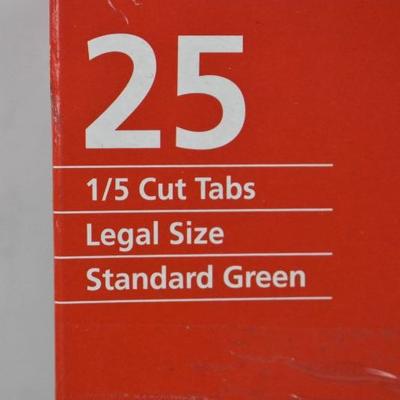 25
1/5 Cut Tabs
Legal Size
Standard Green